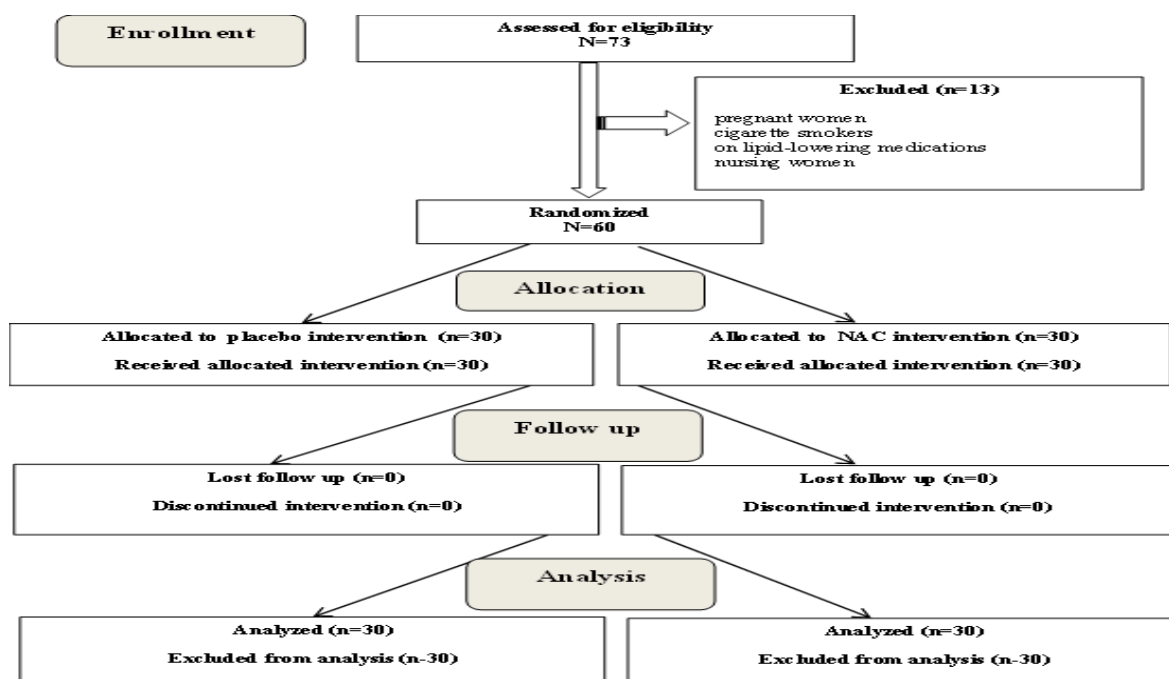 Enrollment
Assessed for eligibility
N=73
Excluded (n=13)
pregnant women
cigarette smokers
on lipid-lowering medications
nursing women
Randomized
N=60
Allocation
Allocated to placebo intervention (n=30)
Received allocated intervention (n=30)
Allocated to NAC intervention (n=30)
Received allocated intervention (n=30)
Follow up
Lost follow up (n=0)
Discontinued intervention (n=0)
Lost follow up (n=0)
Discontinued intervention (n=0)
Analysis
Analyzed (n=30)
Excluded from analysis (n-30)
Analyzed (n=30)
Excluded from analysis (n-30)